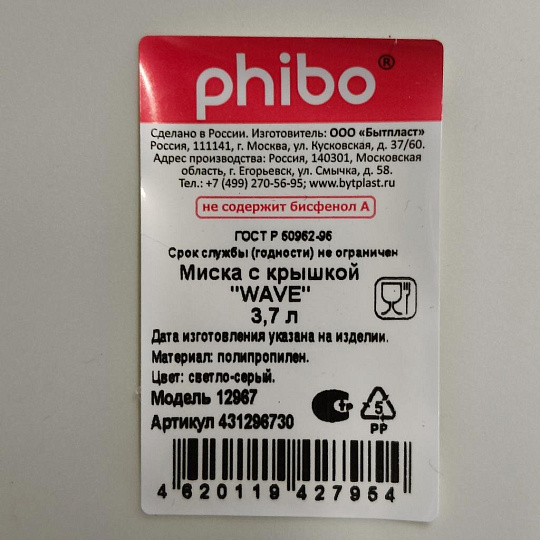 phibo®
Сделано в России. Изготовитель: ООО «Бытпласт»
Россия, 111141, г. Москва, ул. Кусковская, д. 37/60.
Адрес производства: Россия, 140301, Московская
область, г. Егорьевск, ул. Смычка, д. 58.
Тел.: +7 (499) 270-56-95; www.bytplast.ru
не содержит бисфенол А
ГОСТ Р 50962-96
Срок службы (годности) не ограничен
Миска с крышкой
"WAVE"
3,7 л
Дата изготовления указана на изделии.
Материал: полипропилен.
Цвет: светло-серый.
Модель 12967
Артикул 431296730
тр
5
PP
4 620119 427954